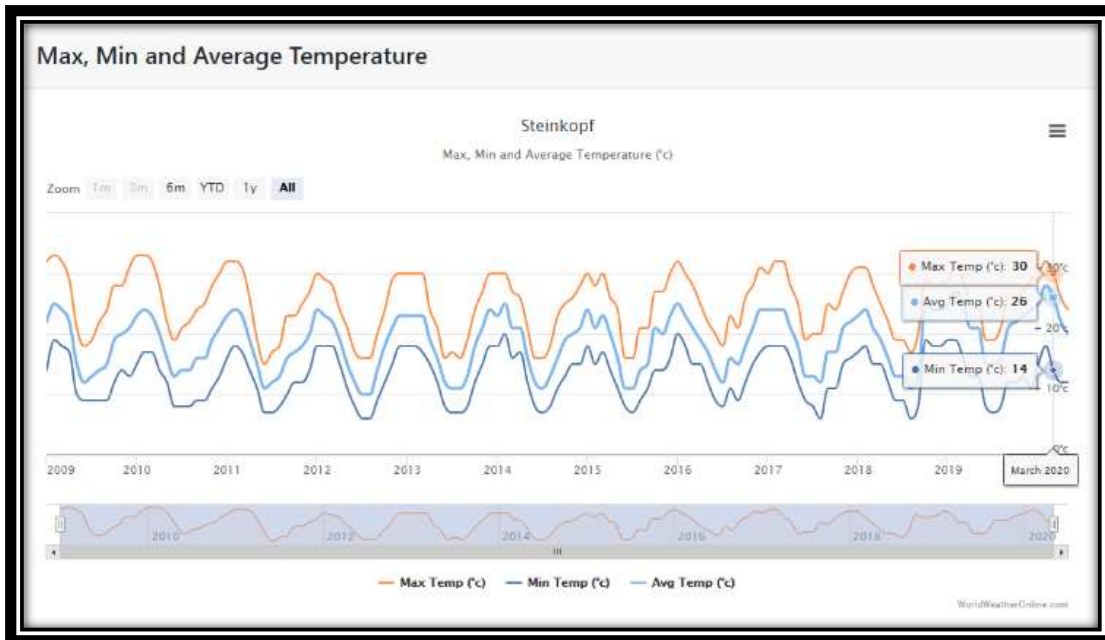 Max, Min and Average Temperature
Steinkopf
Max, Min and Average Temperature (°c)
Zoom 1m 3m 6m YTD 1y All
Max Temp (°c): 30
30°c
Avg Temp (°c): 26
20°c
Min Temp (°c): 14
10°c
0°c
2009 2010 2011 2012 2013 2014 2015 2016 2017 2018 2019 March 2020
2010 2012 2014 2016 2018 2020
Max Temp (°c) Min Temp (°c) Avg Temp (°c)
WorldWeatherOnline.com